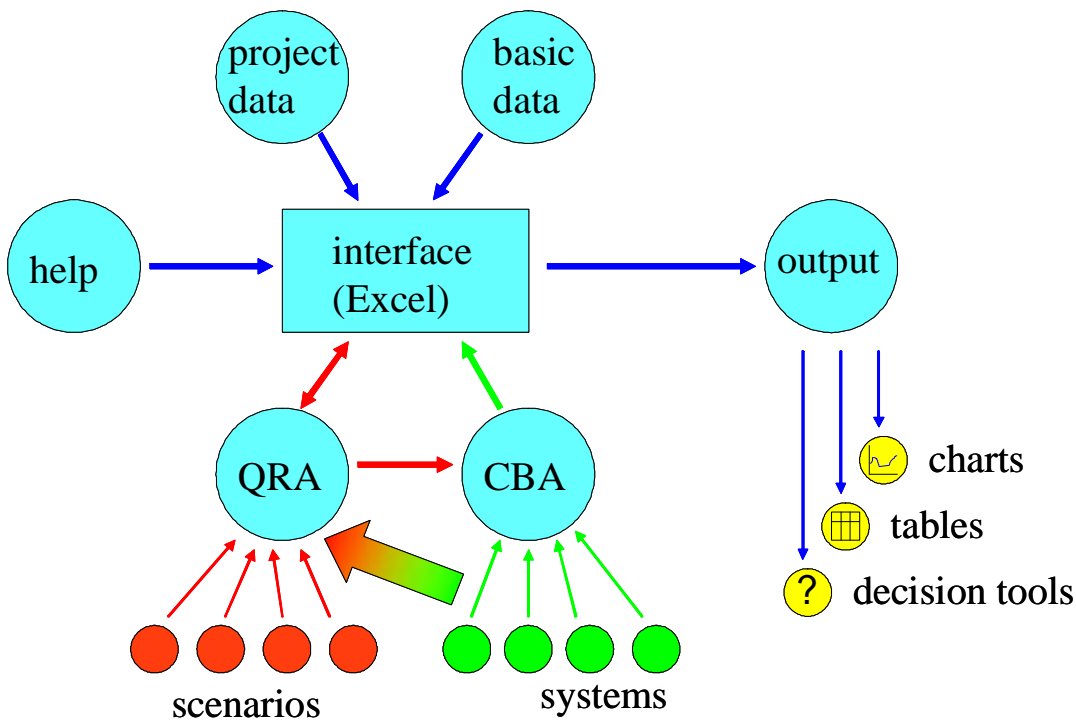 project
data
basic
data
help
interface
(Excel)
output
QRA
CBA
charts
tables
?
decision tools
scenarios
systems